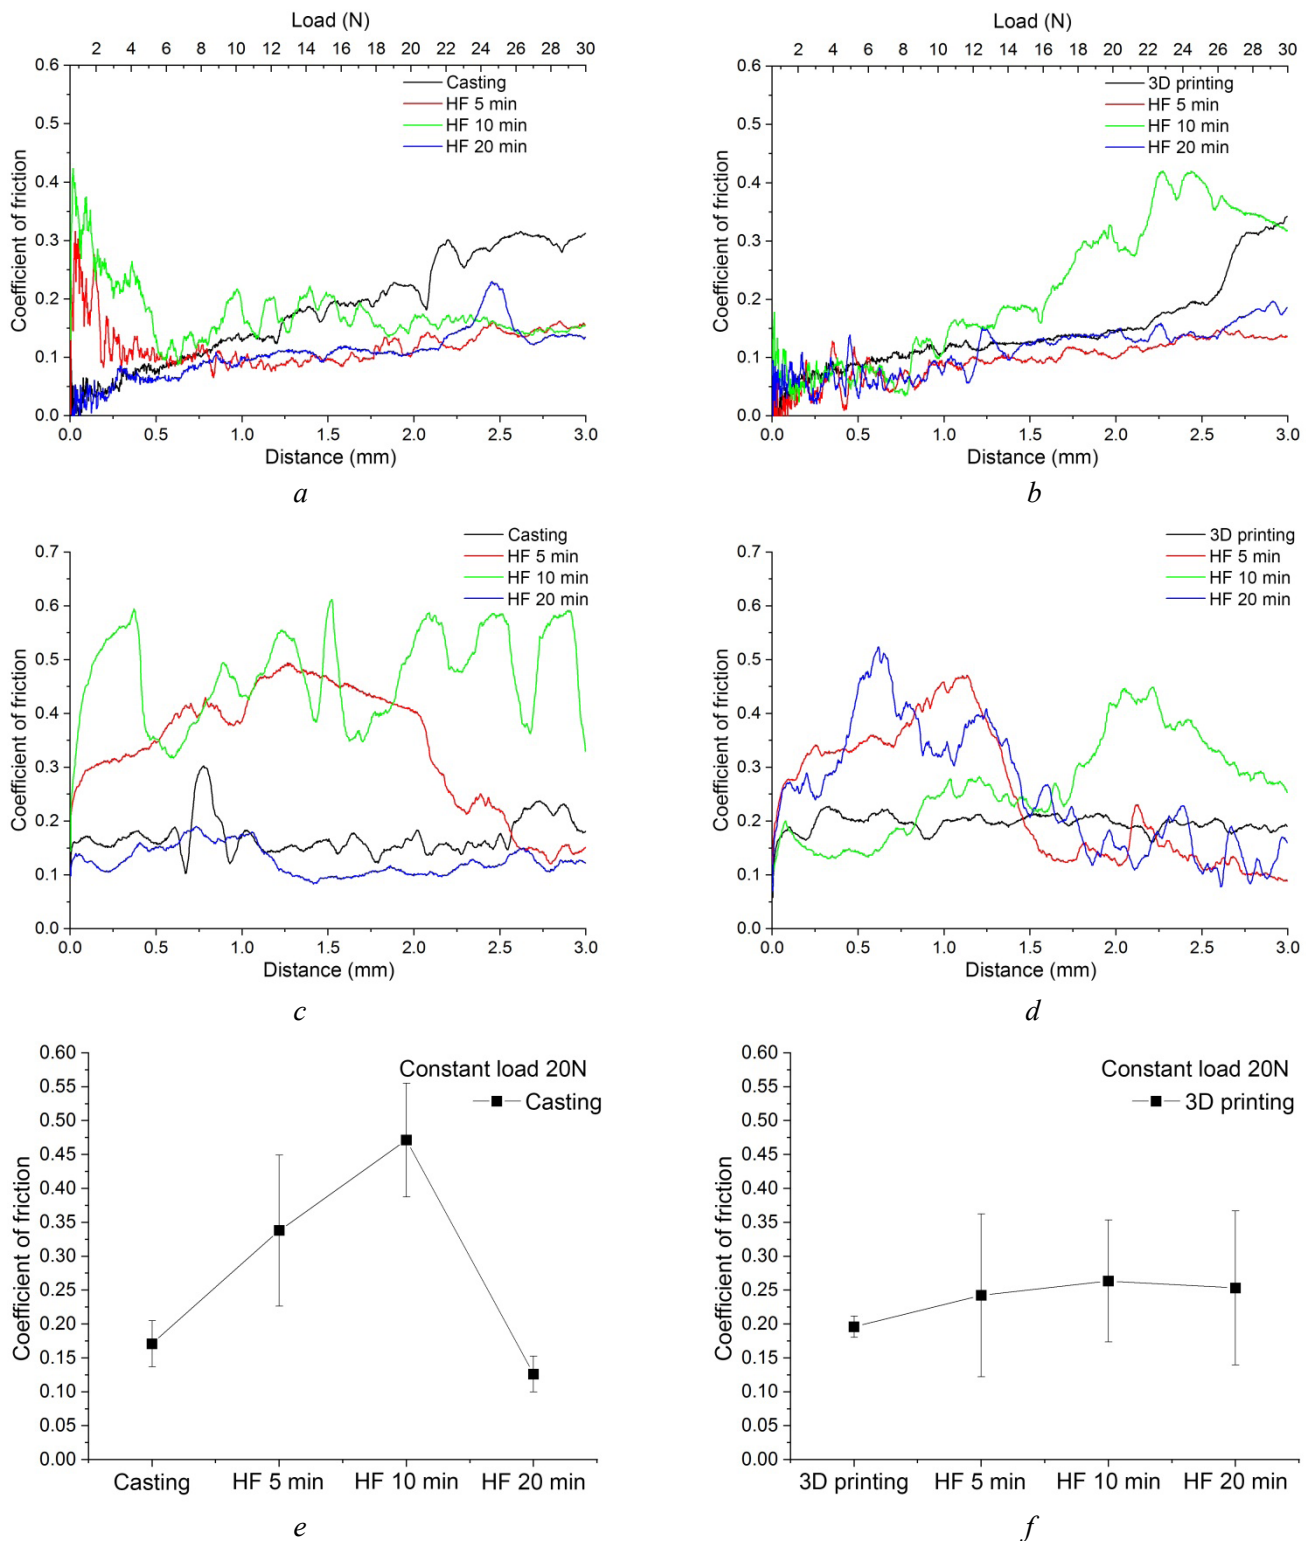 Load (N)
2 4 6 8 10 12 14 16 18 20 22 24 26 28 30
0.6
0.5
0.4
0.3
0.2
0.1
0.0
Coefficient of friction
Casting
HF 5 min
HF 10 min
HF 20 min
0.0 0.5 1.0 1.5 2.0 2.5 3.0
Distance (mm)
a
Load (N)
2 4 6 8 10 12 14 16 18 20 22 24 26 28 30
0.6
0.5
0.4
0.3
0.2
0.1
0.0
Coefficient of friction
3D printing
HF 5 min
HF 10 min
HF 20 min
0.0 0.5 1.0 1.5 2.0 2.5 3.0
Distance (mm)
b
0.7
0.6
0.5
0.4
0.3
0.2
0.1
0.0
Coefficient of friction
Casting
HF 5 min
HF 10 min
HF 20 min
0.0 0.5 1.0 1.5 2.0 2.5 3.0
Distance (mm)
c
0.7
0.6
0.5
0.4
0.3
0.2
0.1
0.0
Coefficient of friction
3D printing
HF 5 min
HF 10 min
HF 20 min
0.0 0.5 1.0 1.5 2.0 2.5 3.0
Distance (mm)
d
0.60
0.55
0.50
0.45
0.40
0.35
0.30
0.25
0.20
0.15
0.10
0.05
0.00
Coefficient of friction
Constant load 20N
Casting
Casting HF 5 min HF 10 min HF 20 min
e
0.60
0.55
0.50
0.45
0.40
0.35
0.30
0.25
0.20
0.15
0.10
0.05
0.00
Coefficient of friction
Constant load 20N
3D printing
3D printing HF 5 min HF 10 min HF 20 min
f